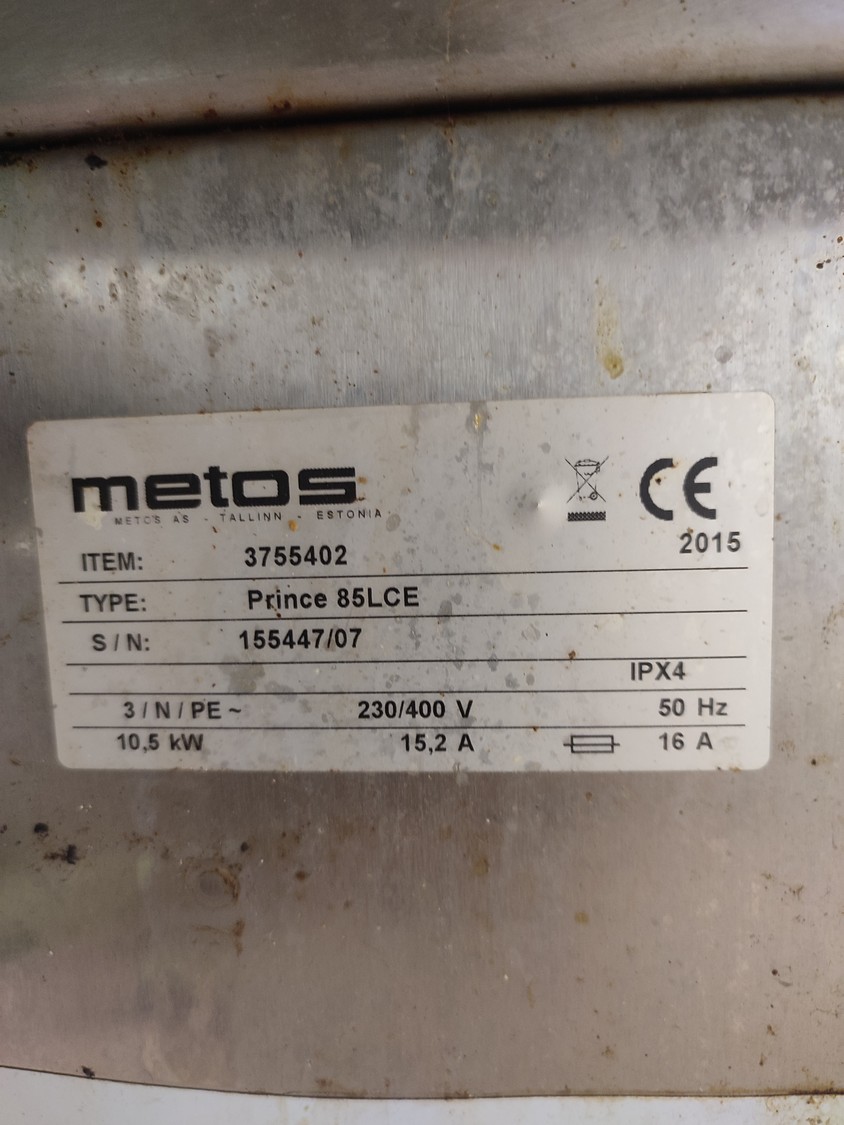 metos
METOS AS - TALLINN - ESTONIA
CE
2015
ITEM: 3755402
TYPE: Prince 85LCE
S / N: 155447/07
IPX4
3 / N / PE ~ 230/400 V 50 Hz
10,5 kW 15,2 A 16 A